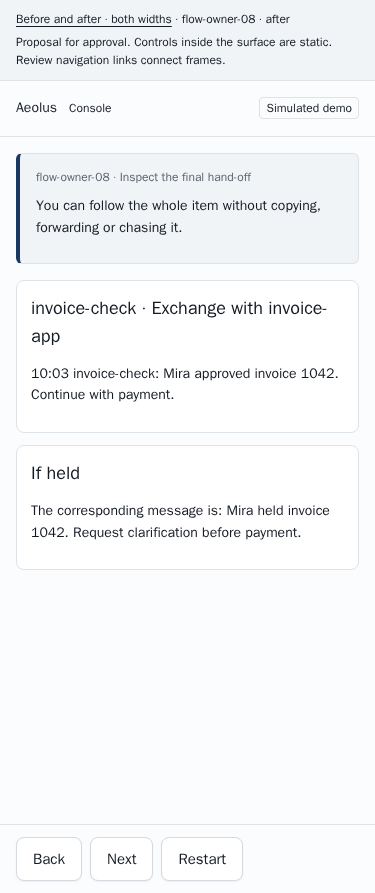 Before and after · both widths · flow-owner-08 · after
Proposal for approval. Controls inside the surface are static.
Review navigation links connect frames.
Aeolus Console Simulated demo
flow-owner-08 · Inspect the final hand-off
You can follow the whole item without copying,
forwarding or chasing it.
invoice-check · Exchange with invoice-
app
10:03 invoice-check: Mira approved invoice 1042.
Continue with payment.
If held
The corresponding message is: Mira held invoice
1042. Request clarification before payment.
Back Next Restart